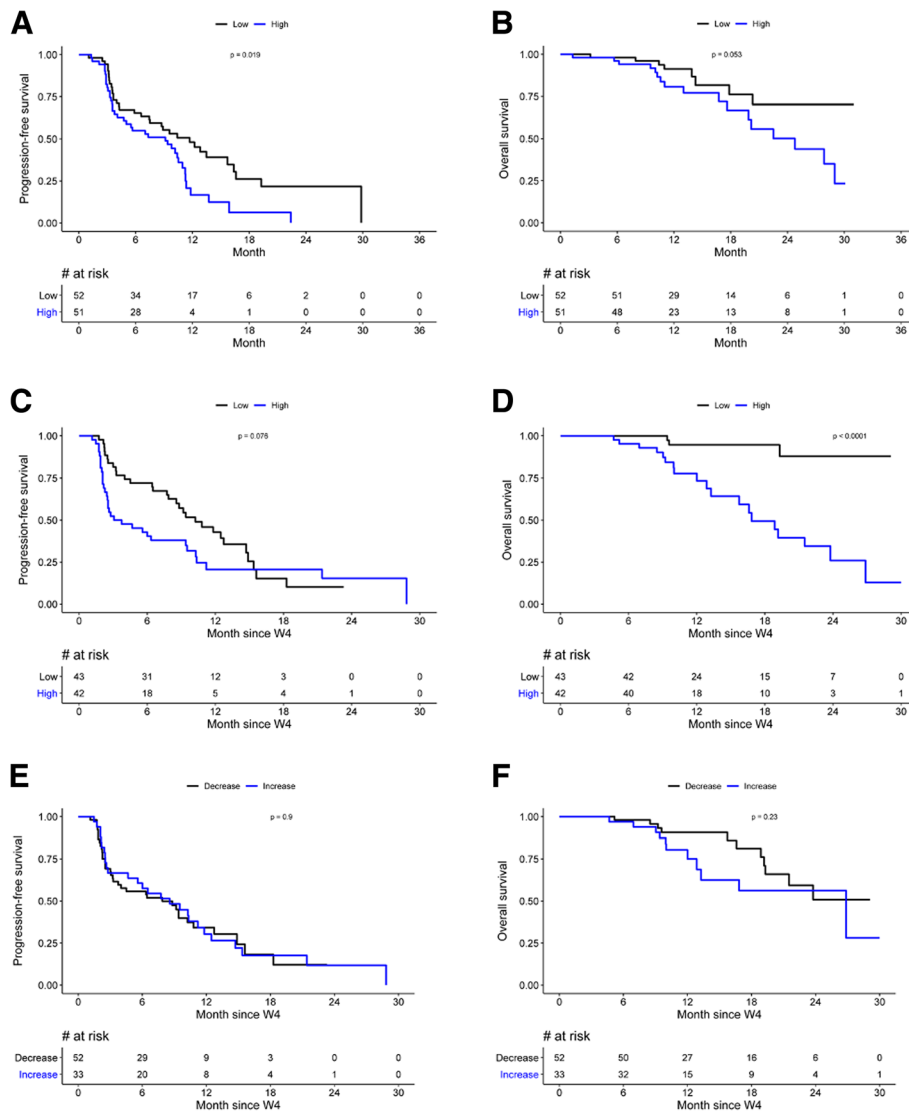 A
Low High
p = 0.019
Progression-free survival
1.00
0.75
0.50
0.25
0.00
0 6 12 18 24 30 36
Month
# at risk
Low 52 34 17 6 2 0 0
High 51 28 4 1 0 0 0
0 6 12 18 24 30 36
Month
B
Low High
p = 0.053
Overall survival
1.00
0.75
0.50
0.25
0.00
0 6 12 18 24 30 36
Month
# at risk
Low 52 51 29 14 6 1 0
High 51 48 23 13 8 1 0
0 6 12 18 24 30 36
Month
C
Low High
p = 0.076
Progression-free survival
1.00
0.75
0.50
0.25
0.00
0 6 12 18 24 30
Month since W4
# at risk
Low 43 31 12 3 0 0
High 42 18 5 4 1 0
0 6 12 18 24 30
Month since W4
D
Low High
p < 0.0001
Overall survival
1.00
0.75
0.50
0.25
0.00
0 6 12 18 24 30
Month since W4
# at risk
Low 43 42 24 15 7 0
High 42 40 18 10 3 1
0 6 12 18 24 30
Month since W4
E
Decrease Increase
p = 0.9
Progression-free survival
1.00
0.75
0.50
0.25
0.00
0 6 12 18 24 30
Month since W4
# at risk
Decrease 52 29 9 3 0 0
Increase 33 20 8 4 1 0
0 6 12 18 24 30
Month since W4
F
Decrease Increase
p = 0.23
Overall survival
1.00
0.75
0.50
0.25
0.00
0 6 12 18 24 30
Month since W4
# at risk
Decrease 52 50 27 16 6 0
Increase 33 32 15 9 4 1
0 6 12 18 24 30
Month since W4